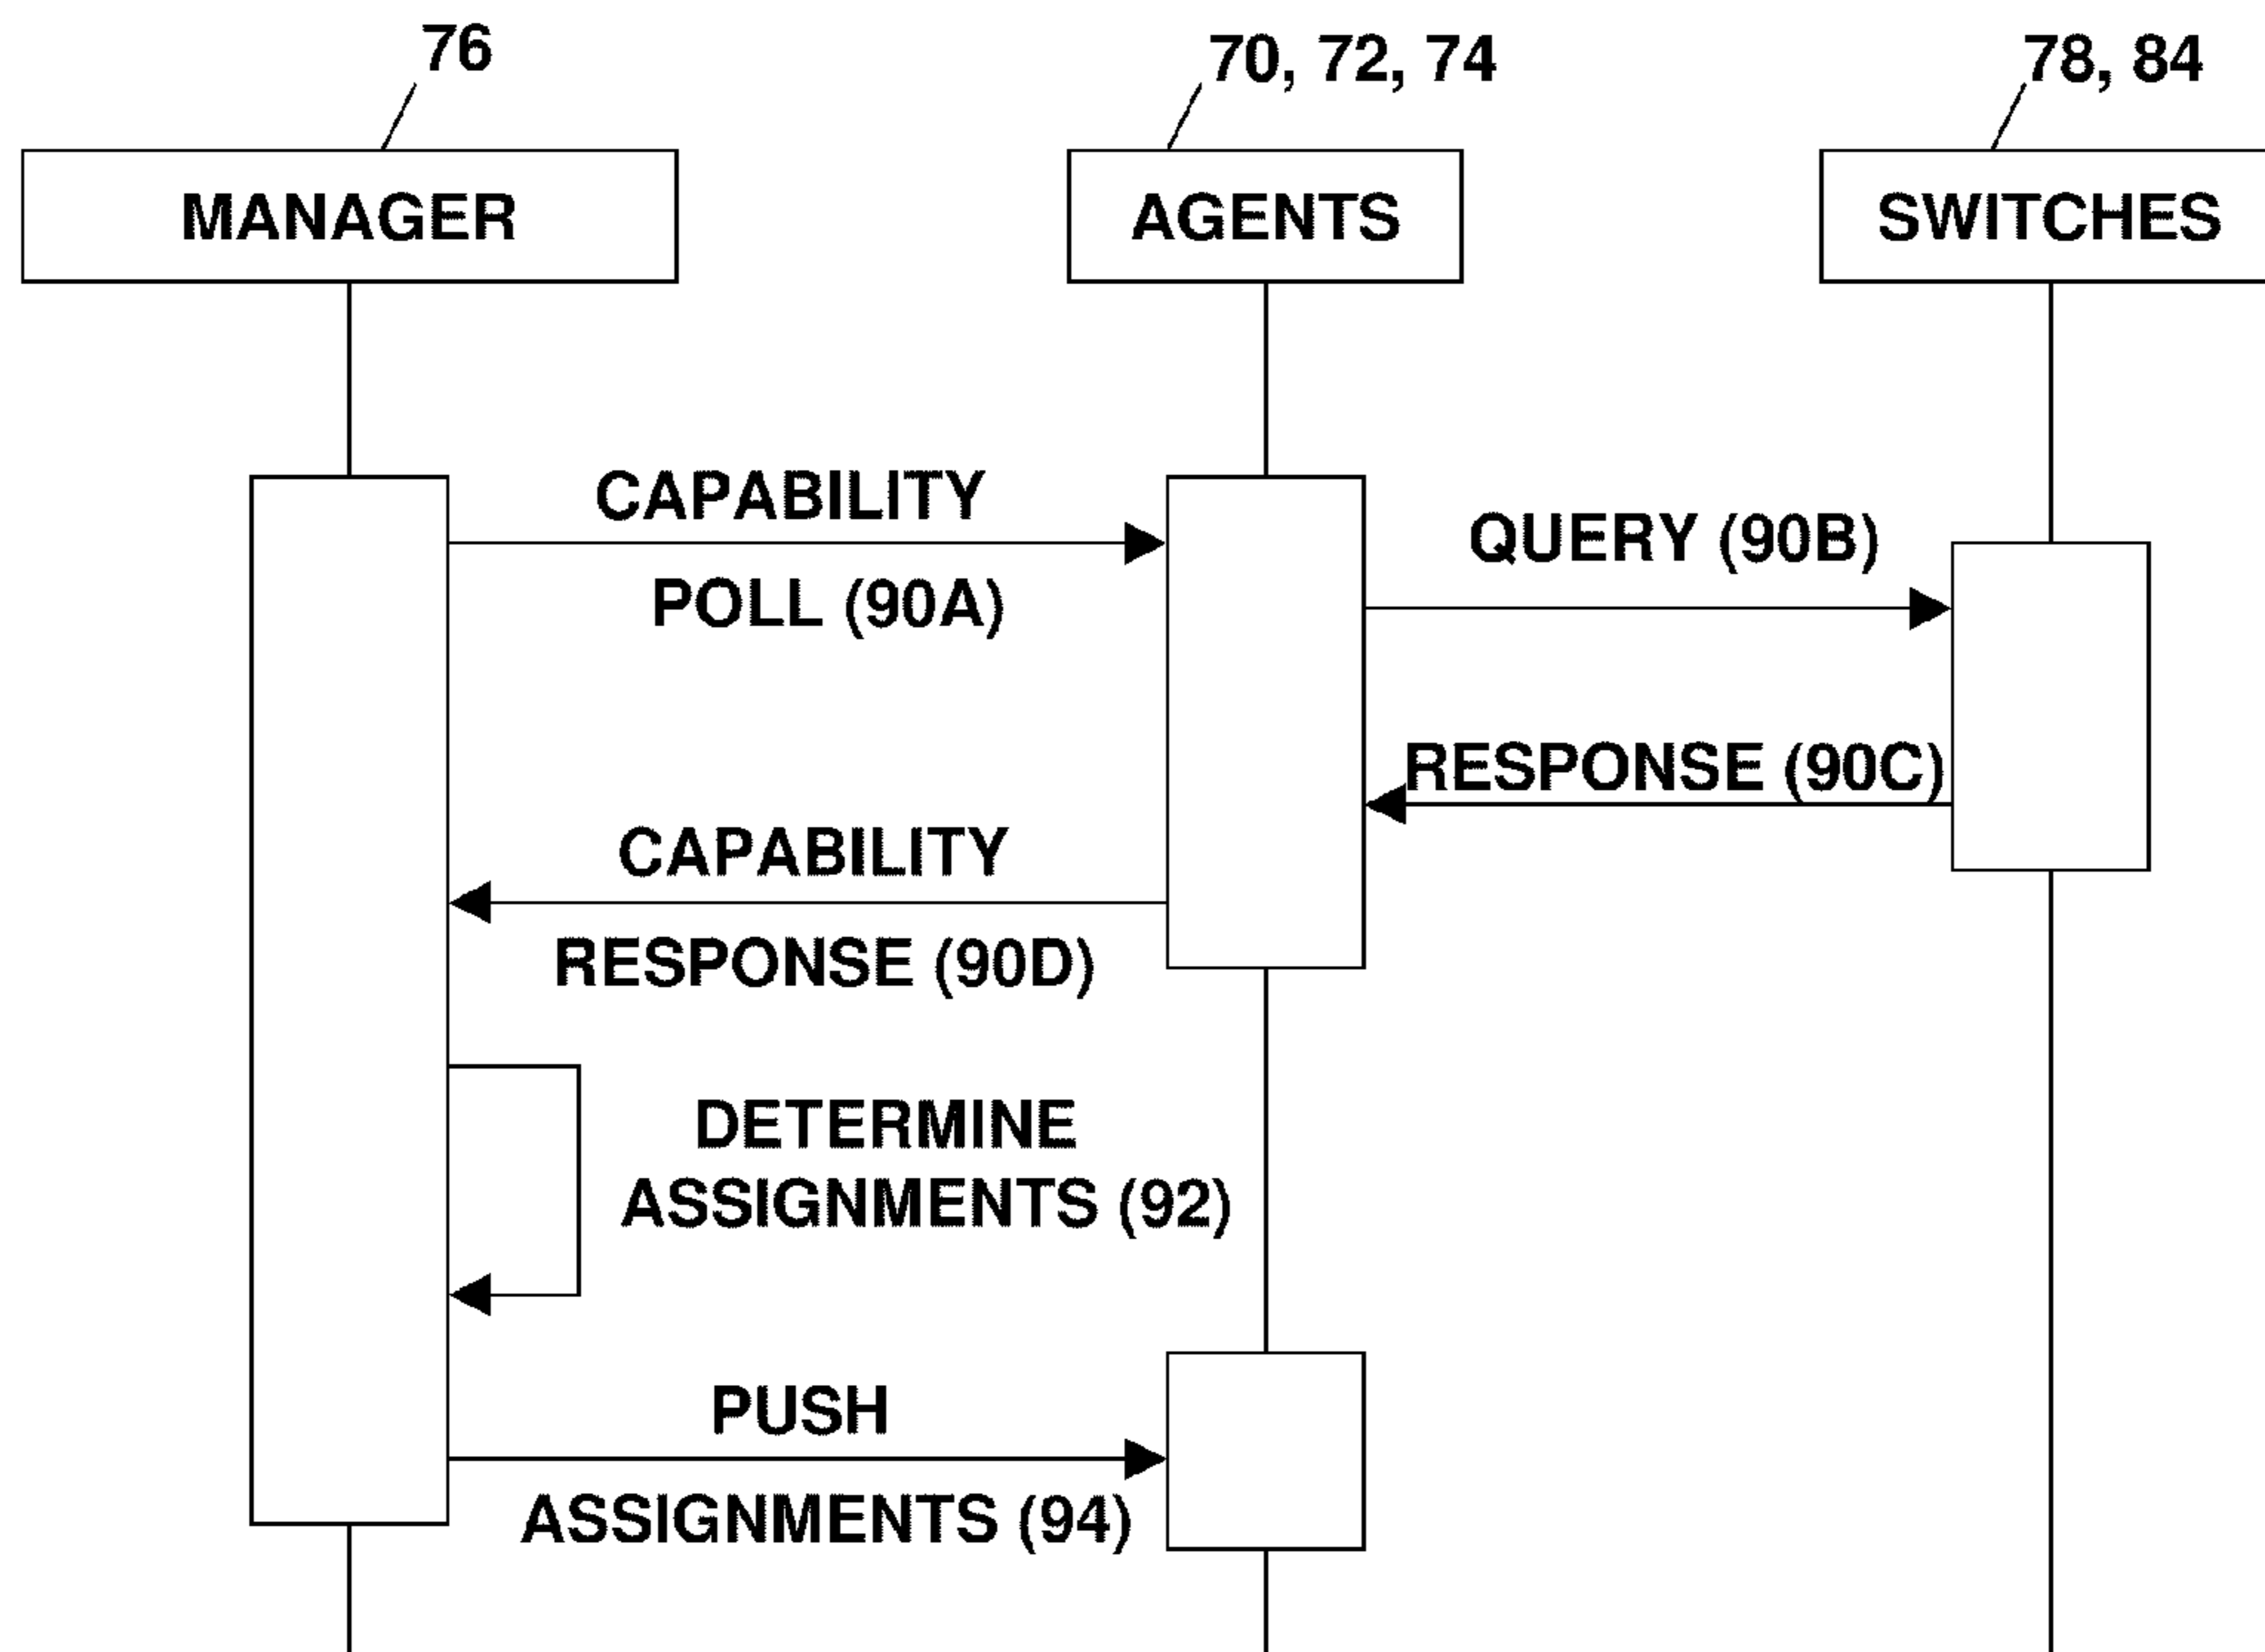 76
70, 72, 74
78, 84
MANAGER
AGENTS
SWITCHES
CAPABILITY
POLL (90A)
QUERY (90B)
RESPONSE (90C)
CAPABILITY
RESPONSE (90D)
DETERMINE
ASSIGNMENTS (92)
PUSH
ASSIGNMENTS (94)